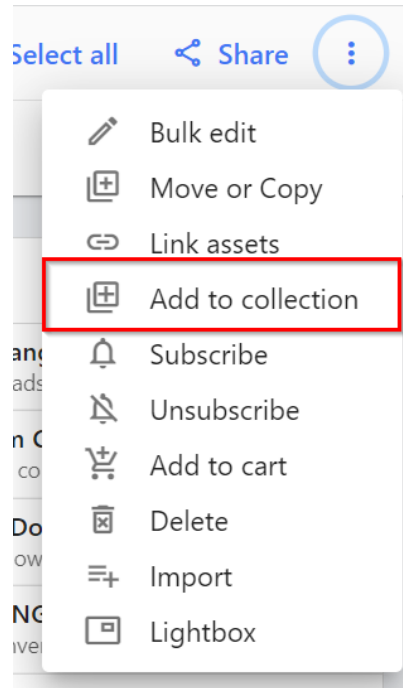 Select all Share
Bulk edit
Move or Copy
Link assets
Add to collection
Subscribe
Unsubscribe
Add to cart
Delete
Import
Lightbox